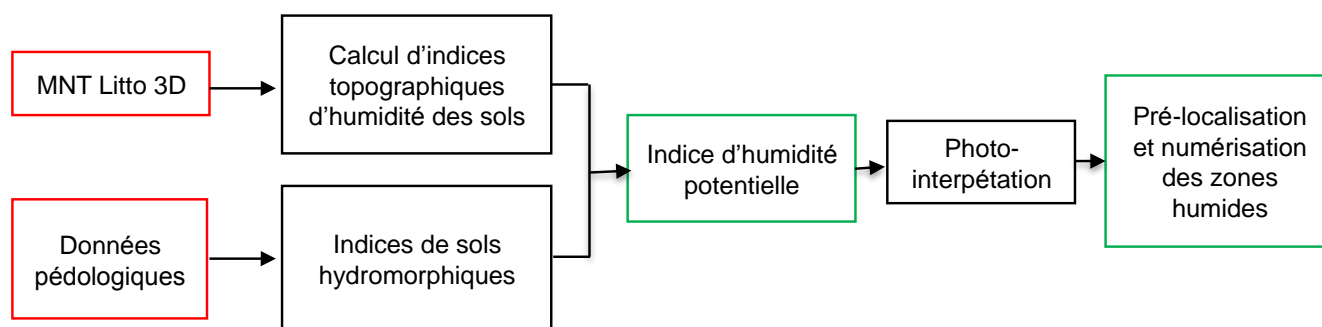 MNT Litto 3D
Calcul d'indices
topographiques
d'humidité des sols
Données
pédologiques
Indices de sols
hydromorphiques
Indice d'humidité
potentielle
Photo-
interpétation
Pré-localisation
et numérisation
des zones
humides